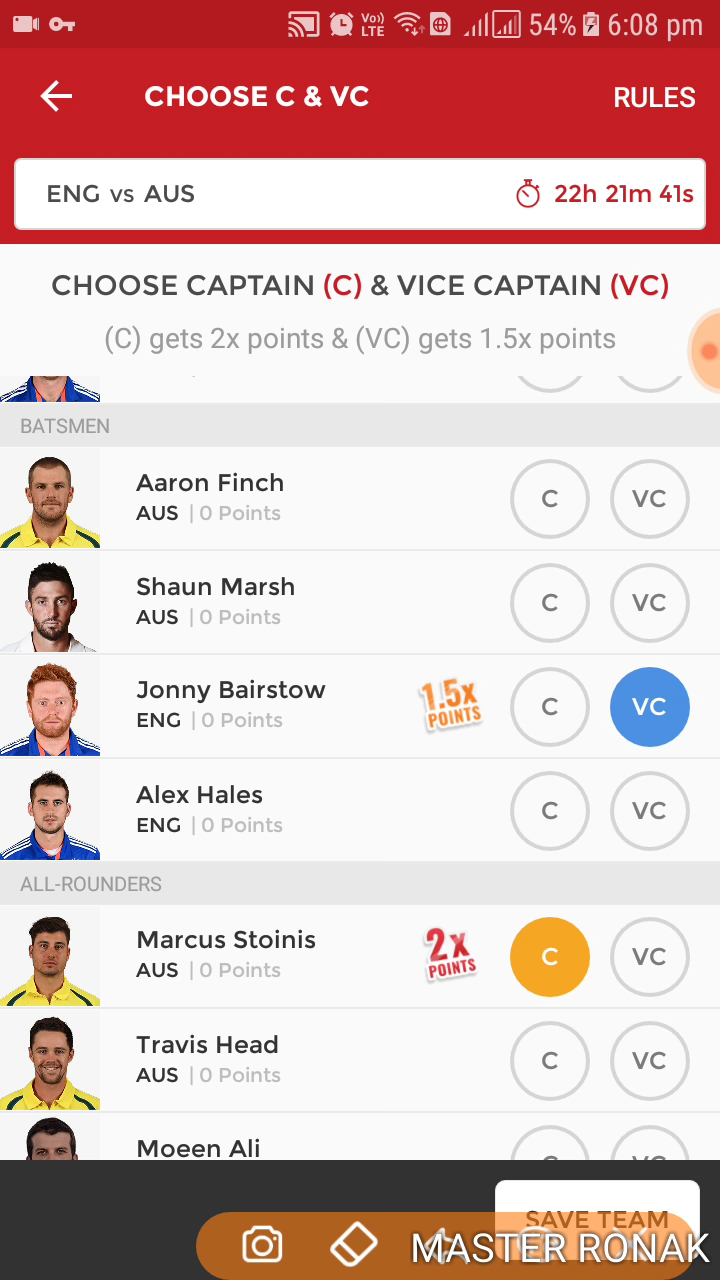 Vo)) LTE 54% 6:08 pm
CHOOSE C & VC RULES
ENG vs AUS 22h 21m 41s
CHOOSE CAPTAIN (C) & VICE CAPTAIN (VC)
(C) gets 2x points & (VC) gets 1.5x points
BATSMEN
Aaron Finch
AUS | 0 Points
C VC
Shaun Marsh
AUS | 0 Points
C VC
Jonny Bairstow
ENG | 0 Points
1.5x
POINTS
C VC
Alex Hales
ENG | 0 Points
C VC
ALL-ROUNDERS
Marcus Stoinis
AUS | 0 Points
2x
POINTS
C VC
Travis Head
AUS | 0 Points
C VC
Moeen Ali
C VC
SAVE TEAM
MASTER RONAK